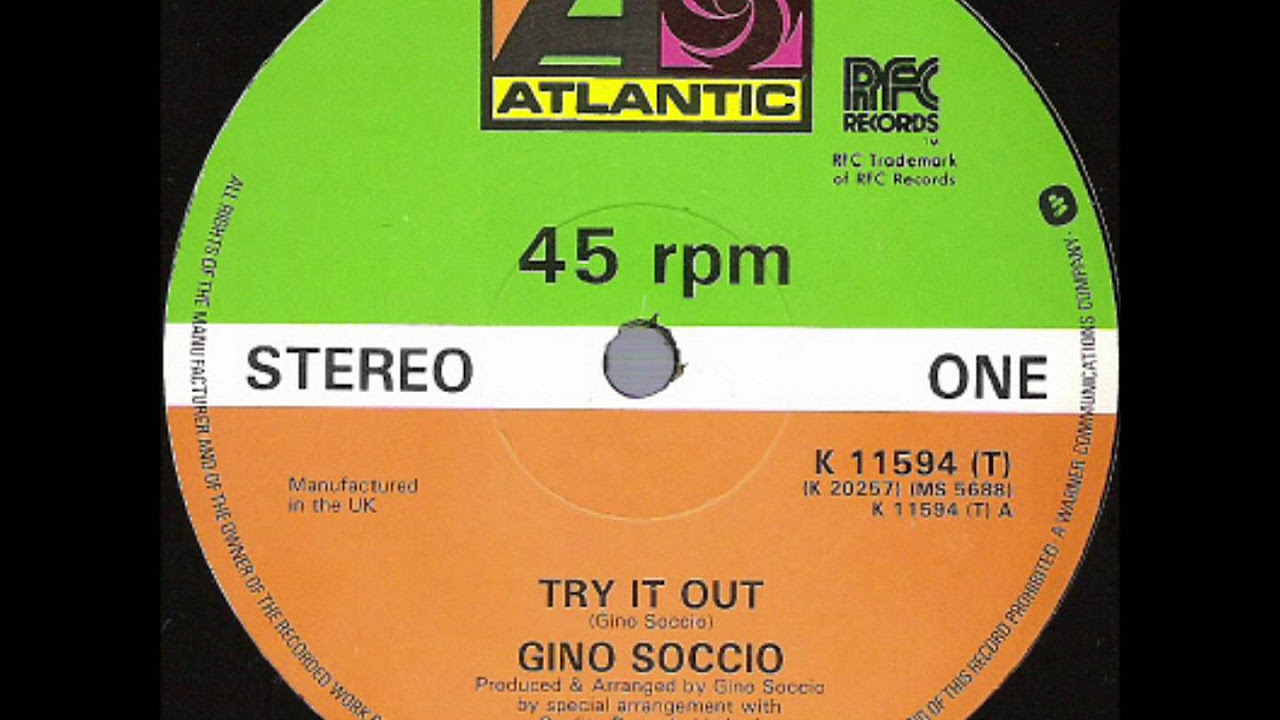 ATLANTIC
RFC
RECORDS
TM
RFC Trademark
of RFC Records
45 rpm
STEREO
ONE
K 11594 (T)
(K 20257) (MS 5688)
K 11594 (T) A
Manufactured
in the UK
TRY IT OUT
(Gino Soccio)
GINO SOCCIO
Produced & Arranged by Gino Soccio
by special arrangement with
ALL RIGHTS OF THE MANUFACTURER AND OF THE OWNER OF THE RECORDED WORK
OF THIS RECORD PROHIBITED · A WARNER COMMUNICATIONS COMPANY ·